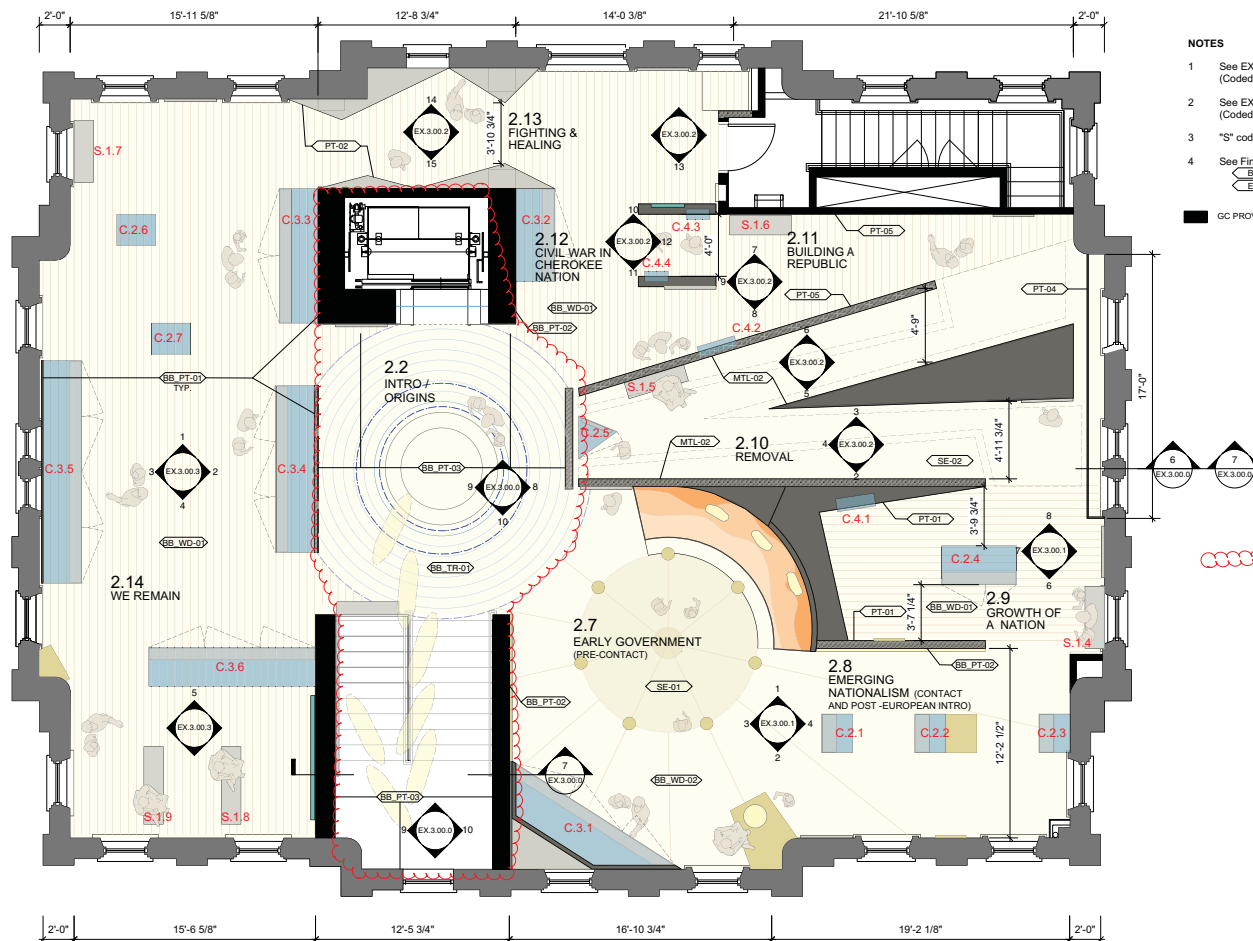 2'-0"
15'-11 5/8"
12'-8 3/4"
14'-0 3/8"
21'-10 5/8"
2'-0"
NOTES
1 See EX
(Coded
2 See EX
(Coded
3 "S" cod
4 See Fin
B
E
GC PROV
S.1.7
PT-02
14
EX.3.00.2
15
3'-10 3/4"
2.13
FIGHTING &
HEALING
EX.3.00.2
13
C.2.6
C.3.3
C.3.2
2.12
CIVIL WAR IN
CHEROKEE
NATION
10
EX.3.00.2
12
11
C.4.3
C.4.4
4'-0"
S.1.6
2.11
BUILDING A
REPUBLIC
PT-05
7
EX.3.00.2
9
8
PT-05
PT-04
BB_WD-01
BB_PT-02
C.2.7
C.4.2
4'-9"
17'-0"
BB_PT-01
TYP.
2.2
INTRO /
ORIGINS
6
EX.3.00.2
5
S.1.5
MTL-02
C.2.5
MTL-02
2.10
REMOVAL
3
4
EX.3.00.2
2
4'-11 3/4"
SE-02
C.3.5
1
3
EX.3.00.3
2
4
C.3.4
BB_PT-03
9
EX.3.00.0
8
10
6
EX.3.00.0
7
EX.3.00.0
C.4.1
PT-01
3'-9 3/4"
8
7
EX.3.00.1
6
BB_WD-01
BB_TR-01
C.2.4
2.14
WE REMAIN
3'-7 1/4"
PT-01
BB_WD-01
2.9
GROWTH OF
A NATION
S.1.4
2.7
EARLY GOVERNMENT
(PRE-CONTACT)
BB_PT-02
C.3.6
SE-01
2.8
EMERGING
NATIONALISM (CONTACT
AND POST -EUROPEAN INTRO)
BB_PT-02
5
EX.3.00.3
1
3
EX.3.00.1
4
2
C.2.1
C.2.2
C.2.3
12'-2 1/2"
7
EX.3.00.0
BB_WD-02
BB_PT-03
S.1.9
S.1.8
9
EX.3.00.0
10
C.3.1
2'-0"
15'-6 5/8"
12'-5 3/4"
16'-10 3/4"
19'-2 1/8"
2'-0"